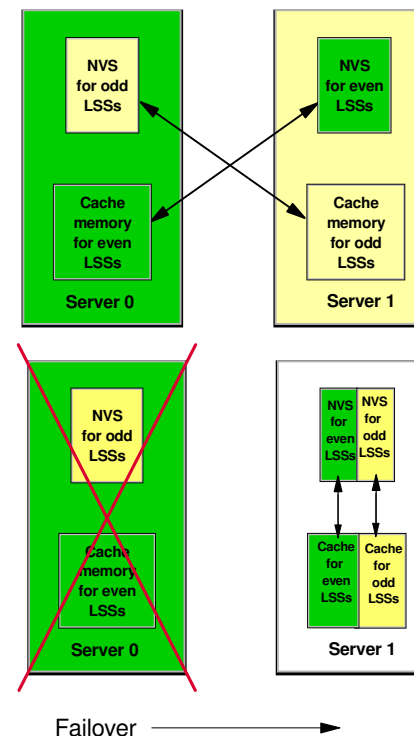 NVS
for odd
LSSs
NVS
for even
LSSs
Cache
memory
for even
LSSs
Cache
memory
for odd
LSSs
Server 0
Server 1
NVS
for odd
LSSs
NVS
for
even
LSSs
NVS
for
odd
LSSs
Cache
memory
for even
LSSs
Cache
for
even
LSSs
Cache
for
odd
LSSs
Server 0
Server 1
Failover